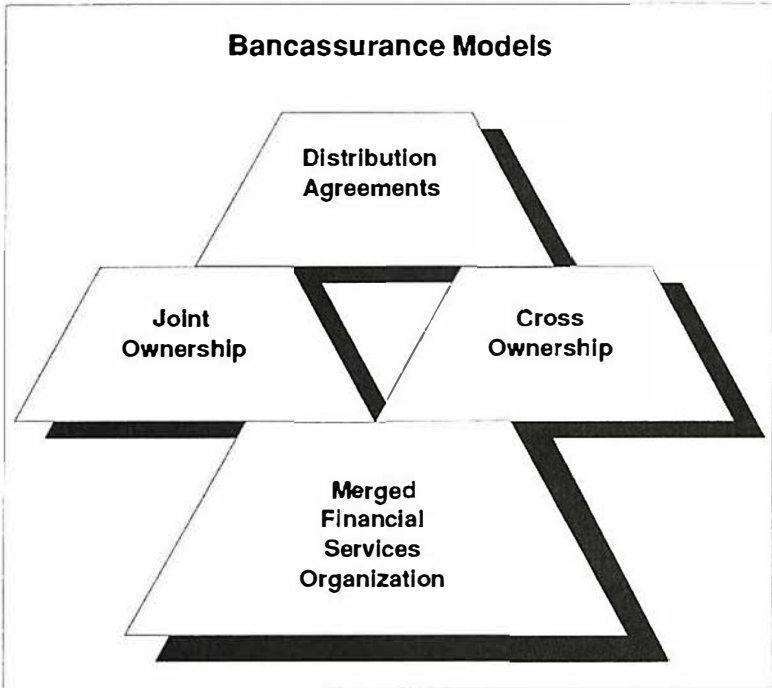 Bancassurance Models
Distribution
Agreements
Joint
Ownership
Cross
Ownership
Merged
Financial
Services
Organization